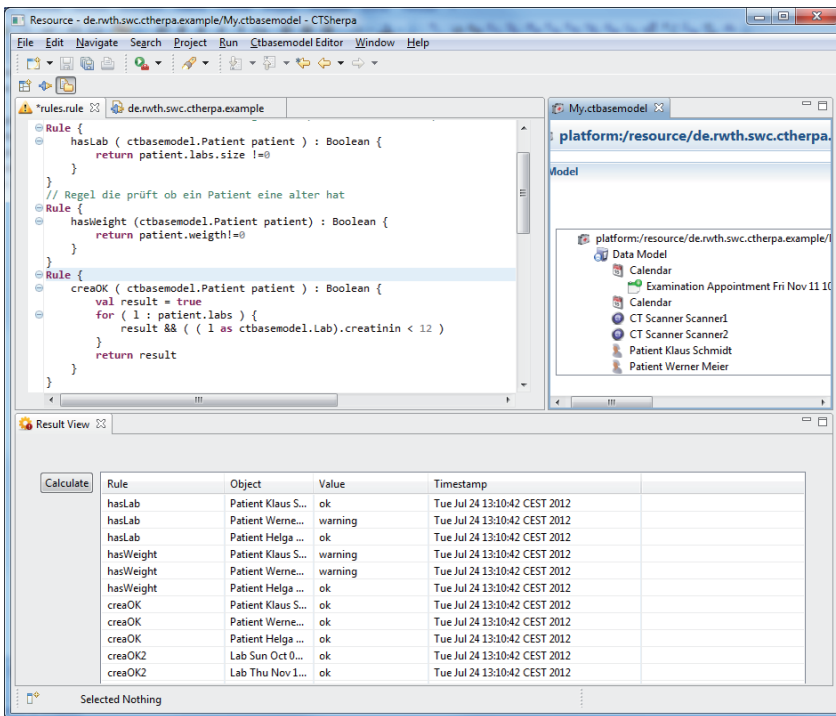 Resource - de.rwth.swc.ctherpa.example/My.ctbasemodel - CTSherpa
File Edit Navigate Search Project Run Ctbasemodel Editor Window Help
*rules.rule de.rwth.swc.ctherpa.example
Rule {
hasLab ( ctbasemodel.Patient patient ) : Boolean {
return patient.labs.size !=0
}
}
// Regel die prüft ob ein Patient eine alter hat
Rule {
hasWeight (ctbasemodel.Patient patient) : Boolean {
return patient.weigth!=0
}
}
Rule {
creaOK ( ctbasemodel.Patient patient ) : Boolean {
val result = true
for ( l : patient.labs ) {
result && ( ( l as ctbasemodel.Lab).creatinin < 12 )
}
return result
}
}
My.ctbasemodel
platform:/resource/de.rwth.swc.ctherpa.
Model
platform:/resource/de.rwth.swc.ctherpa.example/
Data Model
Calendar
Examination Appointment Fri Nov 11 10
Calendar
CT Scanner Scanner1
CT Scanner Scanner2
Patient Klaus Schmidt
Patient Werner Meier
Result View
Calculate
Rule Object Value Timestamp
hasLab Patient Klaus S... ok Tue Jul 24 13:10:42 CEST 2012
hasLab Patient Werne... warning Tue Jul 24 13:10:42 CEST 2012
hasLab Patient Helga ... ok Tue Jul 24 13:10:42 CEST 2012
hasWeight Patient Klaus S... warning Tue Jul 24 13:10:42 CEST 2012
hasWeight Patient Werne... warning Tue Jul 24 13:10:42 CEST 2012
hasWeight Patient Helga ... ok Tue Jul 24 13:10:42 CEST 2012
creaOK Patient Klaus S... ok Tue Jul 24 13:10:42 CEST 2012
creaOK Patient Werne... ok Tue Jul 24 13:10:42 CEST 2012
creaOK Patient Helga ... ok Tue Jul 24 13:10:42 CEST 2012
creaOK2 Lab Sun Oct 0... ok Tue Jul 24 13:10:42 CEST 2012
creaOK2 Lab Thu Nov 1... ok Tue Jul 24 13:10:42 CEST 2012
Selected Nothing